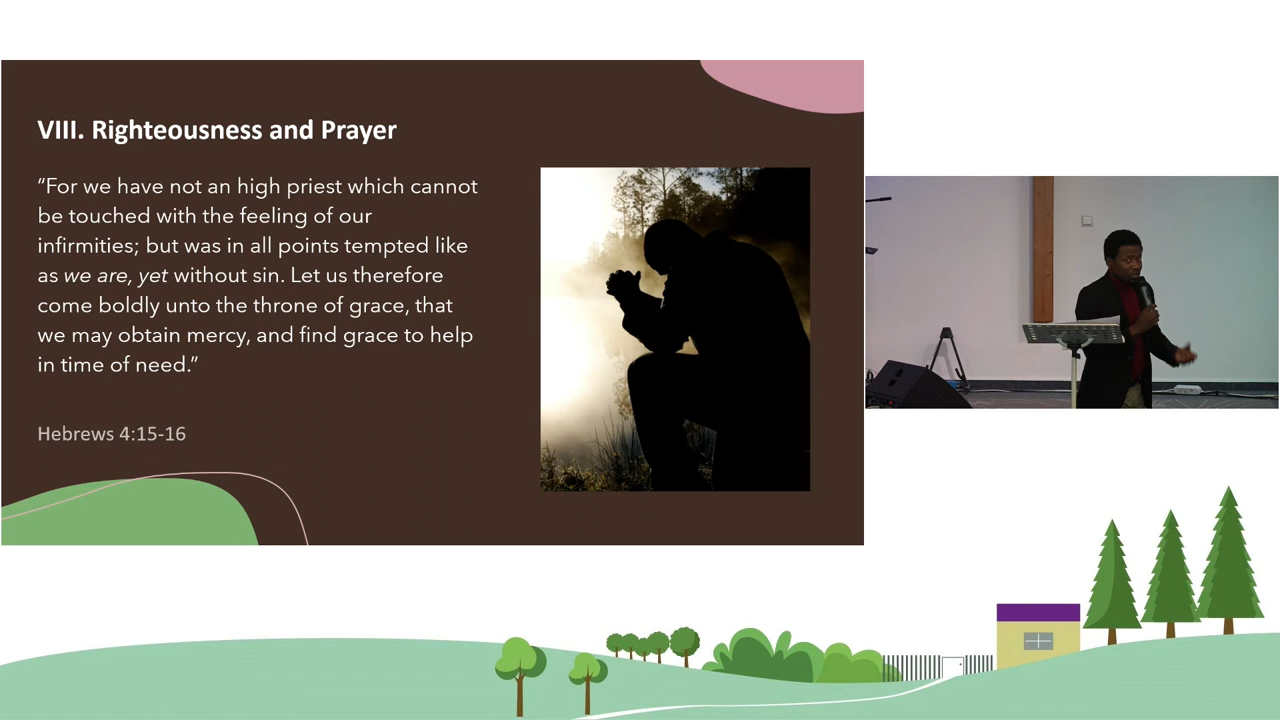 VIII. Righteousness and Prayer
“For we have not an high priest which cannot
be touched with the feeling of our
infirmities; but was in all points tempted like
as we are, yet without sin. Let us therefore
come boldly unto the throne of grace, that
we may obtain mercy, and find grace to help
in time of need.”
Hebrews 4:15-16